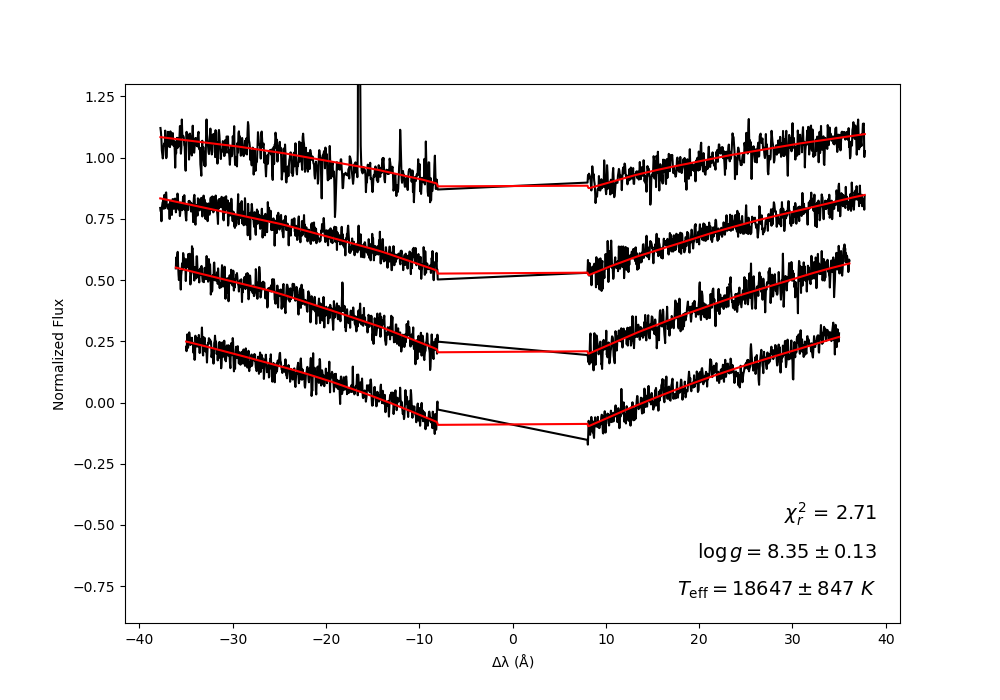 1.25
1.00
0.75
0.50
0.25
0.00
−0.25
−0.50
−0.75
Normalized Flux
χ²ᵣ = 2.71
log g = 8.35 ± 0.13
T_eff = 18647 ± 847 K
−40 −30 −20 −10 0 10 20 30 40
Δλ (Å)